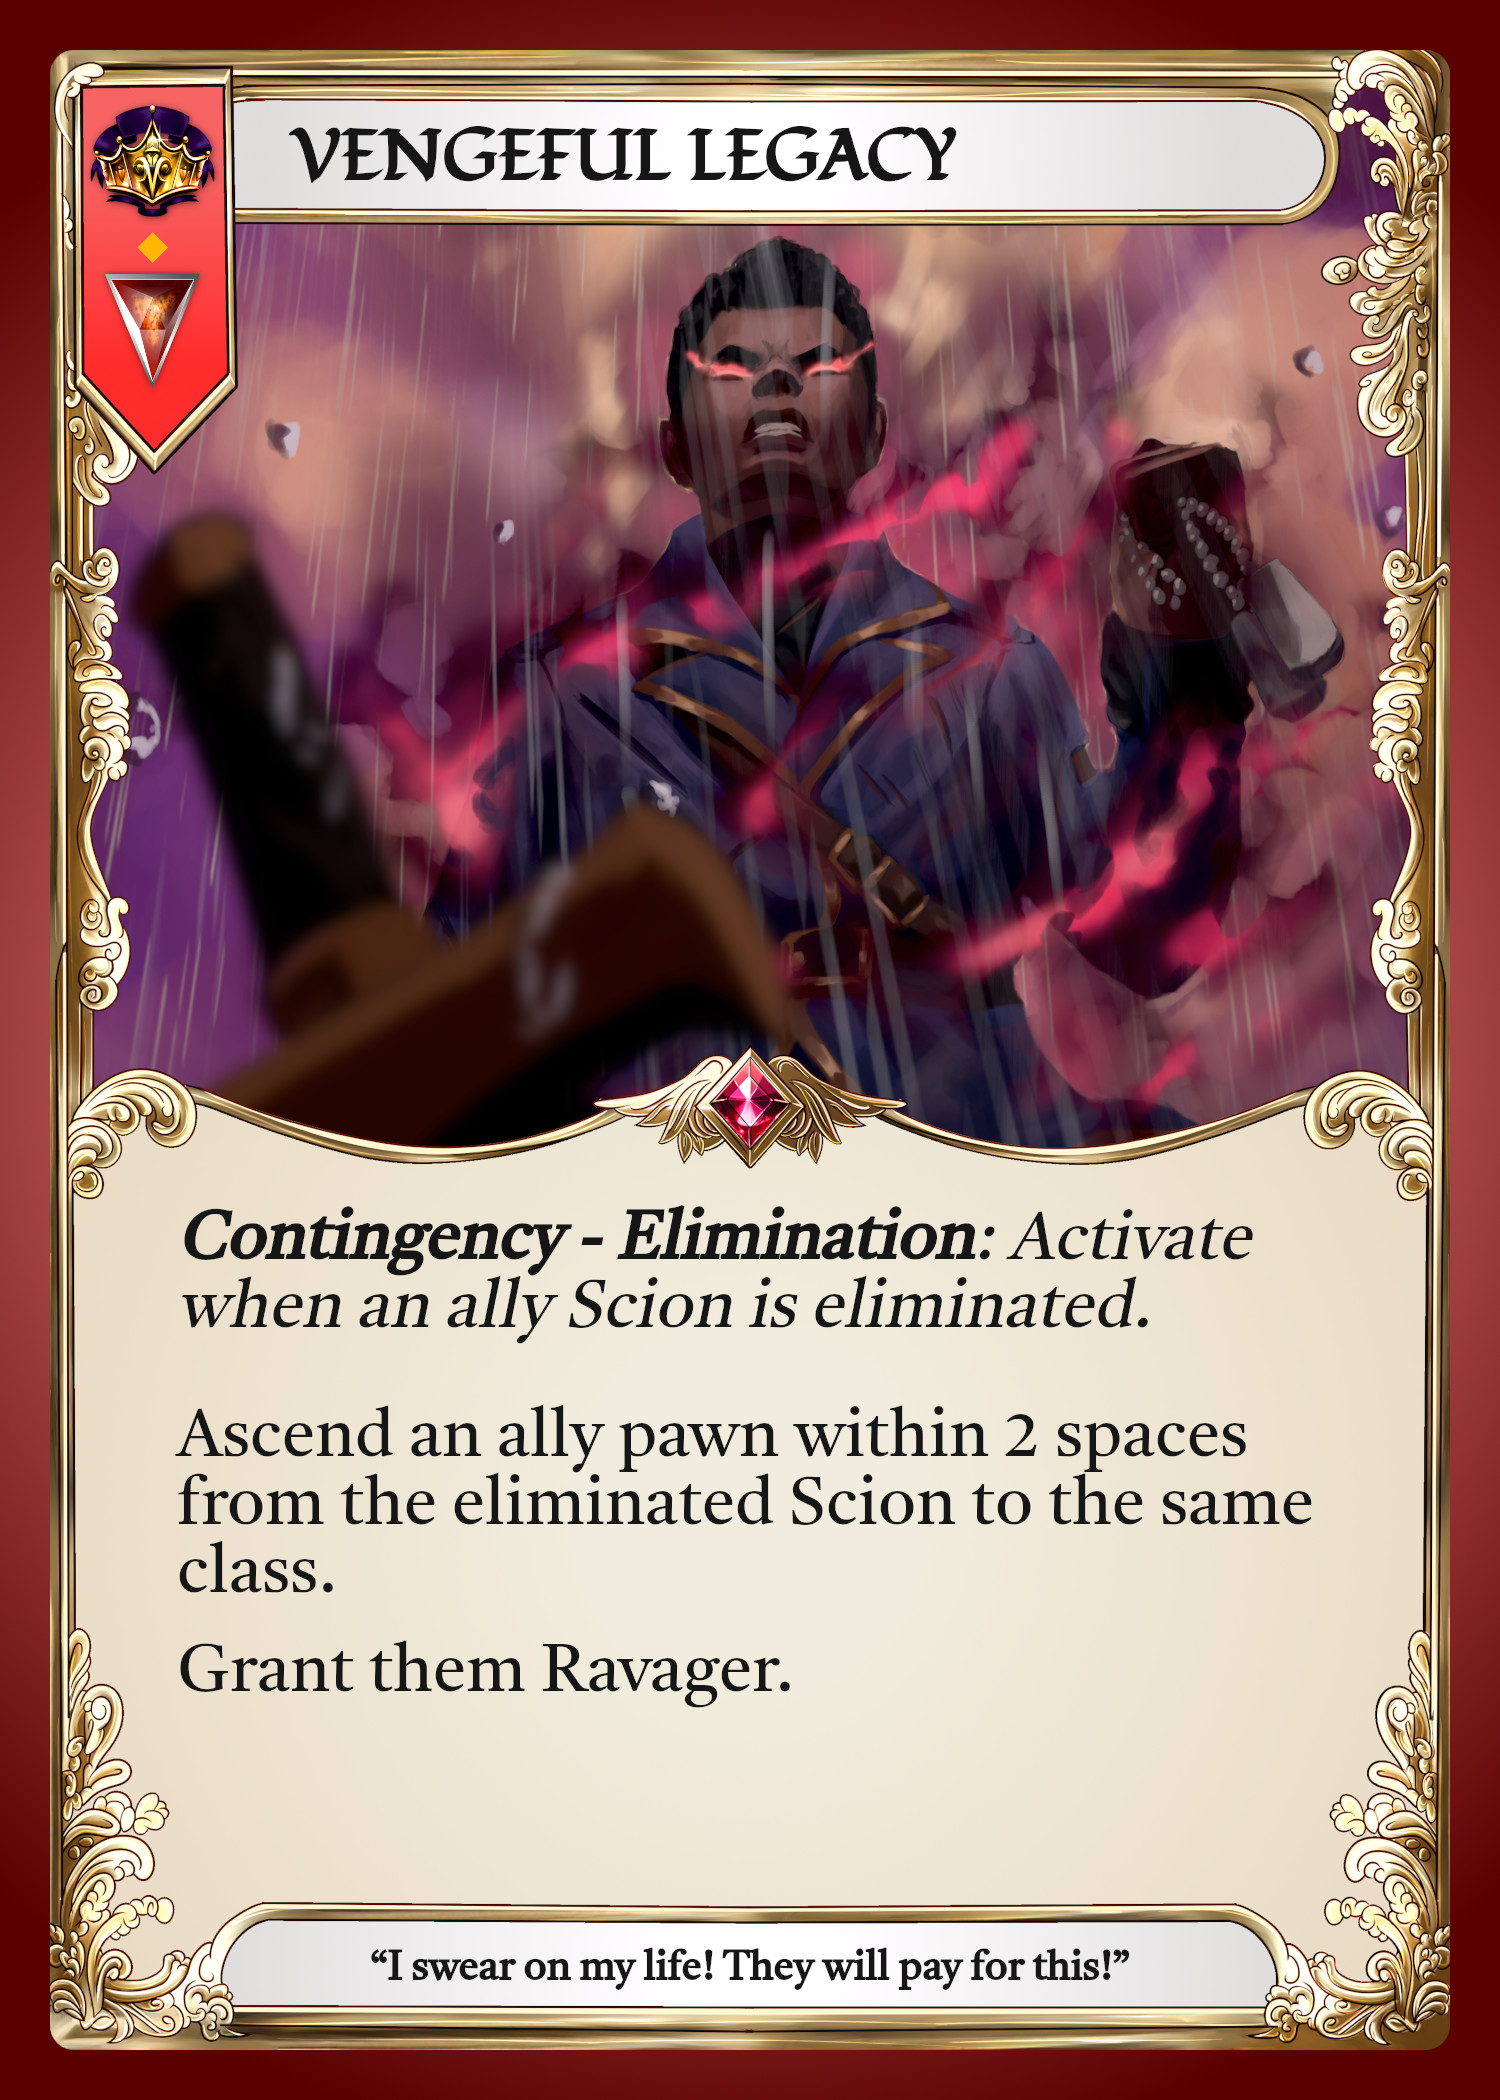 VENGEFUL LEGACY
Contingency - Elimination: Activate
when an ally Scion is eliminated.
Ascend an ally pawn within 2 spaces
from the eliminated Scion to the same
class.
Grant them Ravager.
“I swear on my life! They will pay for this!”